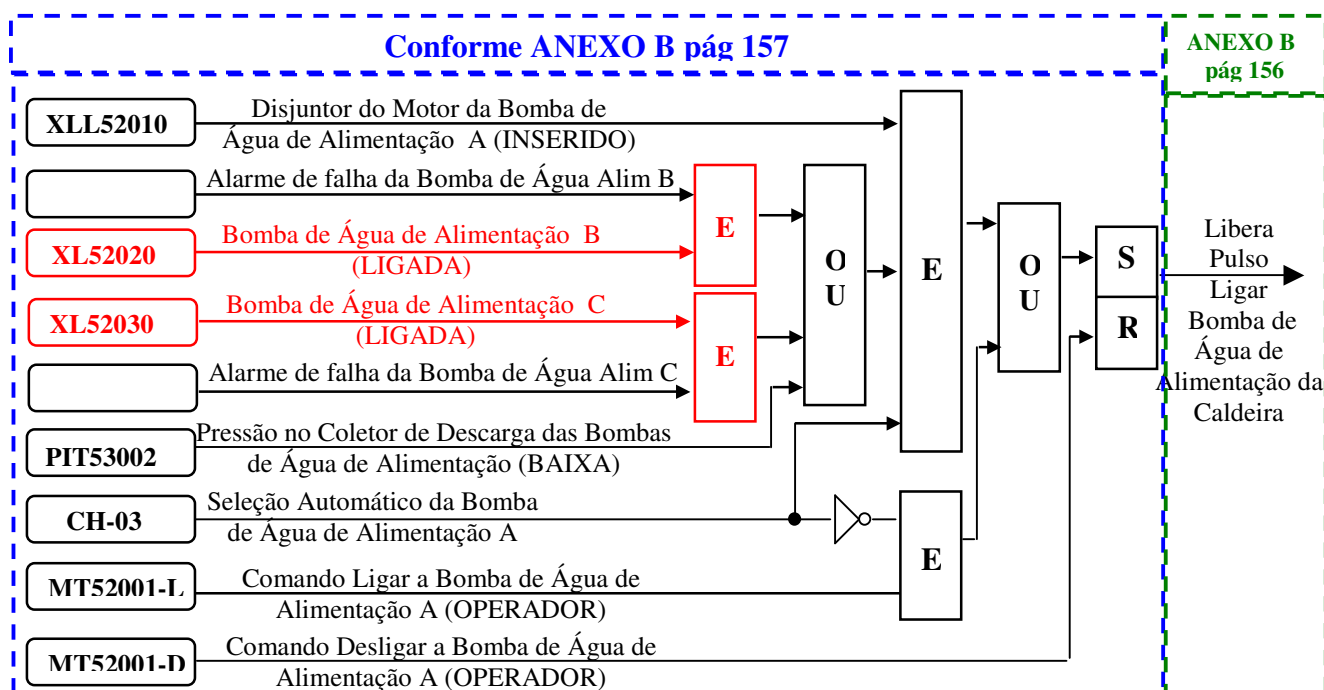 Conforme ANEXO B pág 157
ANEXO B
pág 156
XLL52010
Disjuntor do Motor da Bomba de
Água de Alimentação A (INSERIDO)
Alarme de falha da Bomba de Água Alim B
XL52020
Bomba de Água de Alimentação B
(LIGADA)
E
XL52030
Bomba de Água de Alimentação C
(LIGADA)
E
Alarme de falha da Bomba de Água Alim C
O
U
E
O
U
S
R
Libera
Pulso
Ligar
Bomba de
Água de
Alimentação da
Caldeira
PIT53002
Pressão no Coletor de Descarga das Bombas
de Água de Alimentação (BAIXA)
CH-03
Seleção Automático da Bomba
de Água de Alimentação A
E
MT52001-L
Comando Ligar a Bomba de Água de
Alimentação A (OPERADOR)
MT52001-D
Comando Desligar a Bomba de Água de
Alimentação A (OPERADOR)